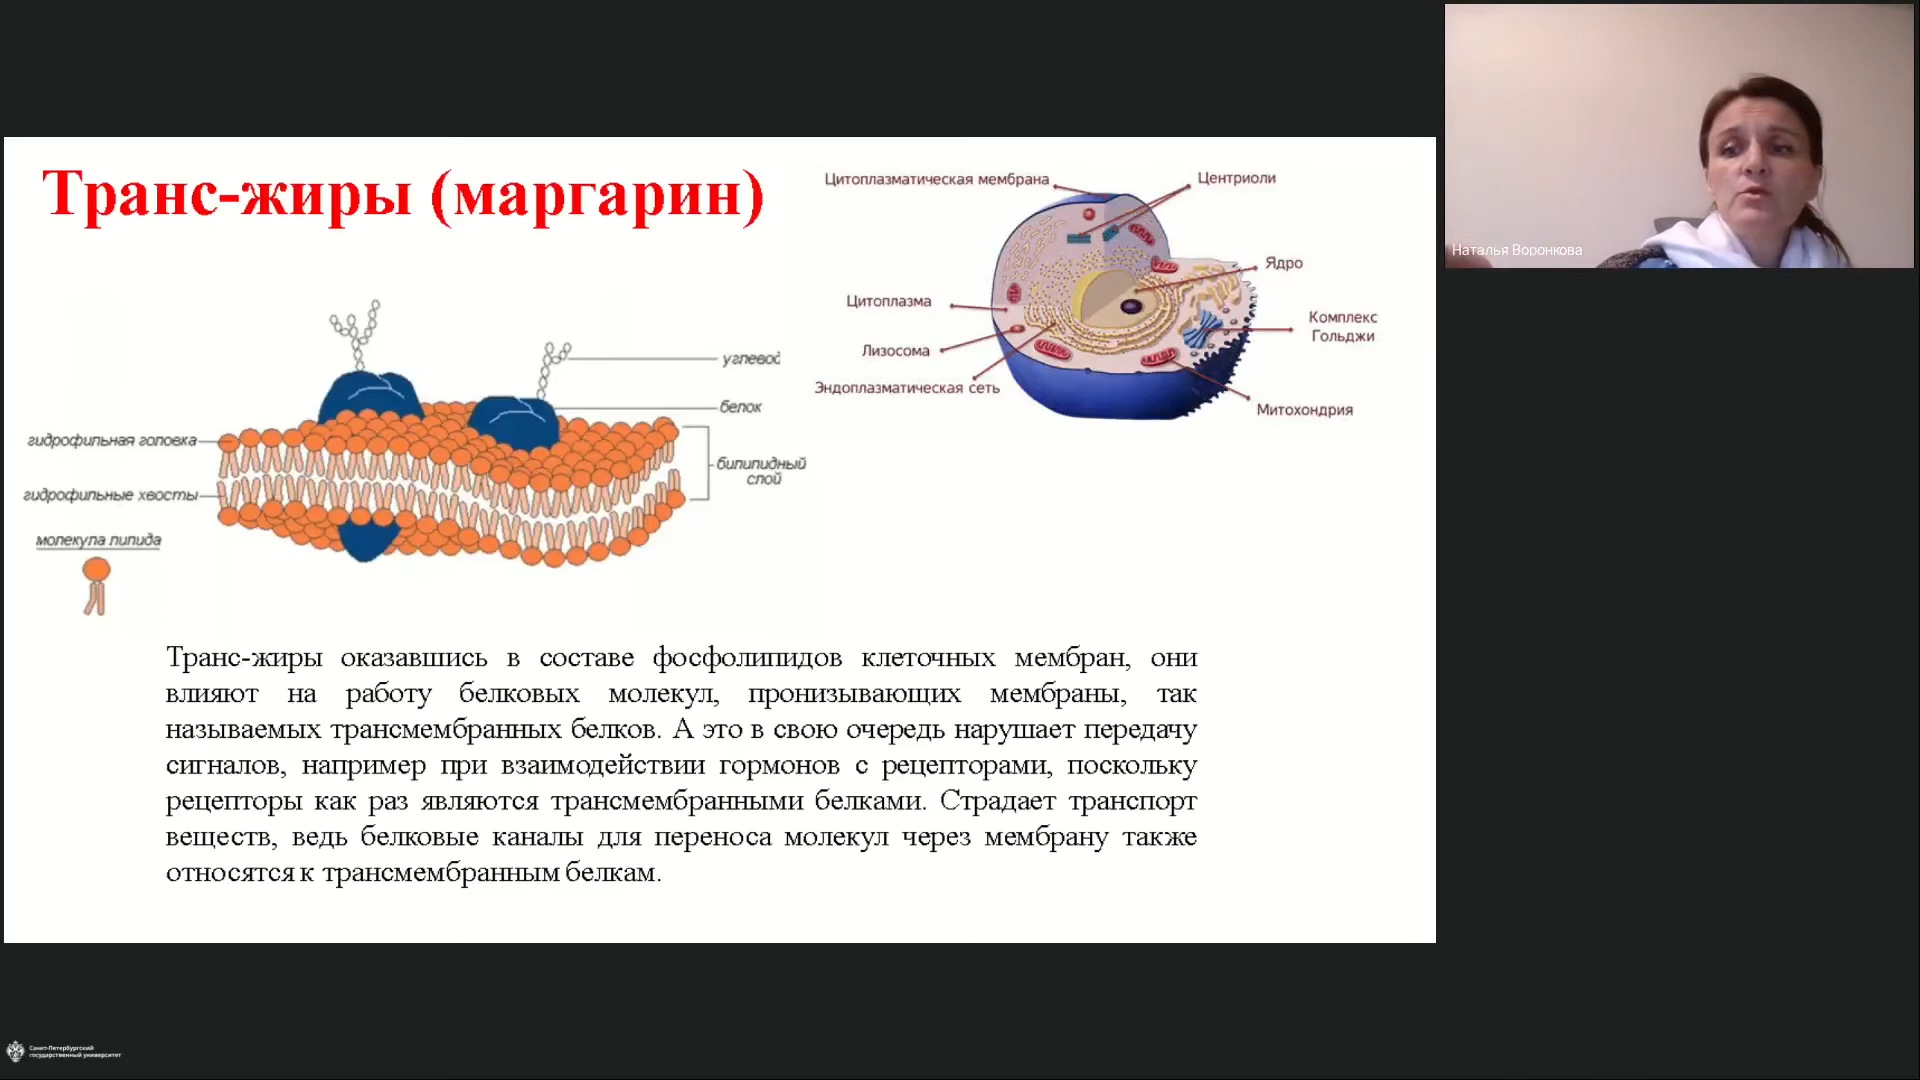 Транс-жиры (маргарин)
Цитоплазматическая мембрана
Центриоли
Ядро
Цитоплазма
Комплекс
Гольджи
Лизосома
Эндоплазматическая сеть
Митохондрия
углевод
белок
гидрофильная головка
билипидный
слой
гидрофильные хвосты
молекула липида
Транс-жиры оказавшись в составе фосфолипидов клеточных мембран, они
влияют на работу белковых молекул, пронизывающих мембраны, так
называемых трансмембранных белков. А это в свою очередь нарушает передачу
сигналов, например при взаимодействии гормонов с рецепторами, поскольку
рецепторы как раз являются трансмембранными белками. Страдает транспорт
веществ, ведь белковые каналы для переноса молекул через мембрану также
относятся к трансмембранным белкам.
Наталья Воронкова
Санкт-Петербургский
государственный университет